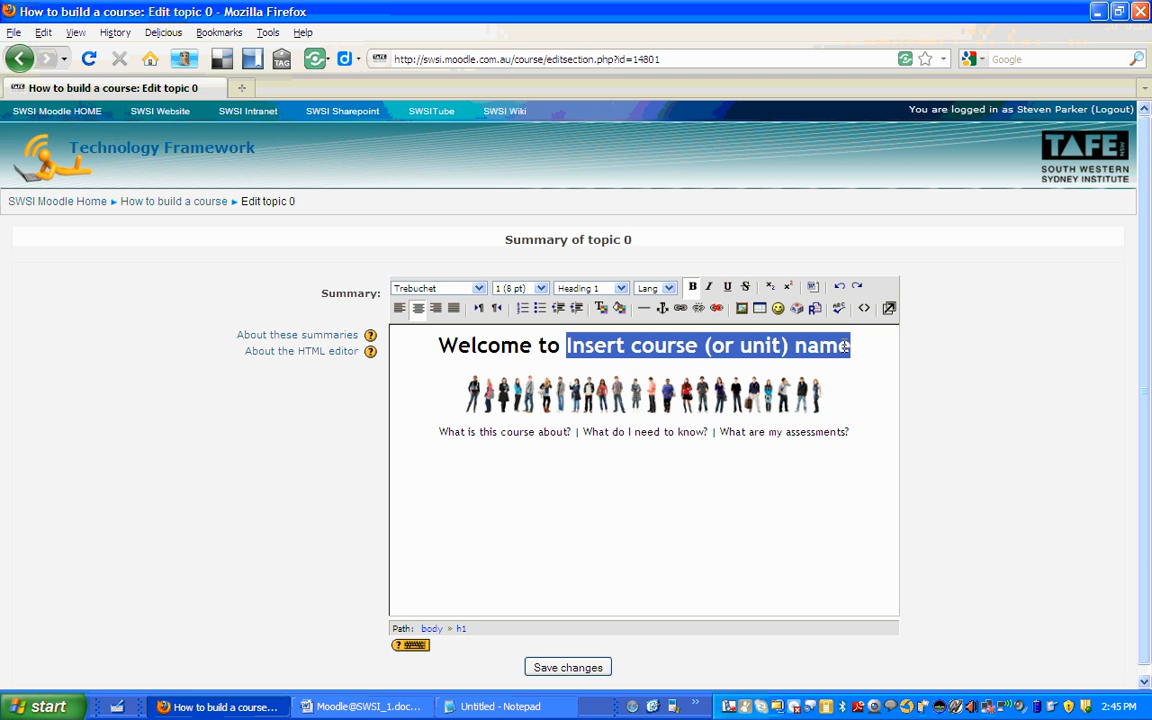 How to build a course: Edit topic 0 - Mozilla Firefox
File Edit View History Delicious Bookmarks Tools Help
TAG http://swsi.moodle.com.au/course/editsection.php?id=14801 Google
How to build a course: Edit topic 0
SWSI Moodle HOME SWSI Website SWSI Intranet SWSI Sharepoint SWSITube SWSI Wiki You are logged in as Steven Parker (Logout)
Technology Framework
TAFE NSW
SOUTH WESTERN
SYDNEY INSTITUTE
SWSI Moodle Home ► How to build a course ► Edit topic 0
Summary of topic 0
Summary:
Trebuchet 1 (8 pt) Heading 1 Lang B I U S
About these summaries ?
About the HTML editor ?
Welcome to Insert course (or unit) name
What is this course about? | What do I need to know? | What are my assessments?
Path: body » h1
?
Save changes
start How to build a course... Moodle@SWSI_1.doc... Untitled - Notepad 2:45 PM